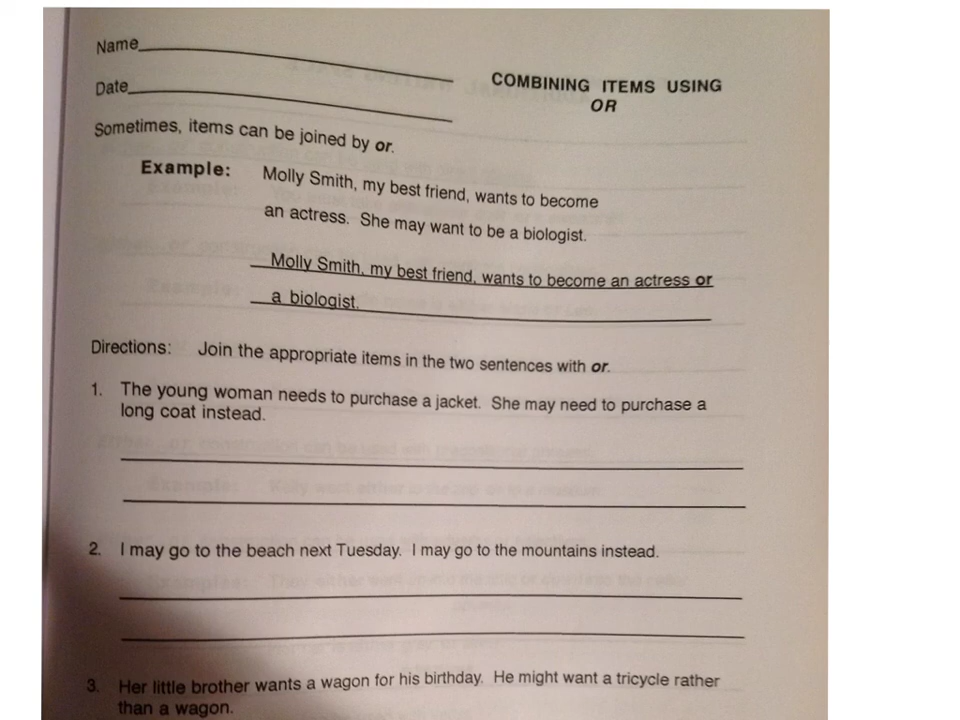 Name
COMBINING ITEMS USING
OR
Date
Sometimes, items can be joined by or.
Example: Molly Smith, my best friend, wants to become
an actress. She may want to be a biologist.
Molly Smith, my best friend, wants to become an actress or
a biologist.
Directions: Join the appropriate items in the two sentences with or.
1. The young woman needs to purchase a jacket. She may need to purchase a
long coat instead.
2. I may go to the beach next Tuesday. I may go to the mountains instead.
3. Her little brother wants a wagon for his birthday. He might want a tricycle rather
than a wagon.